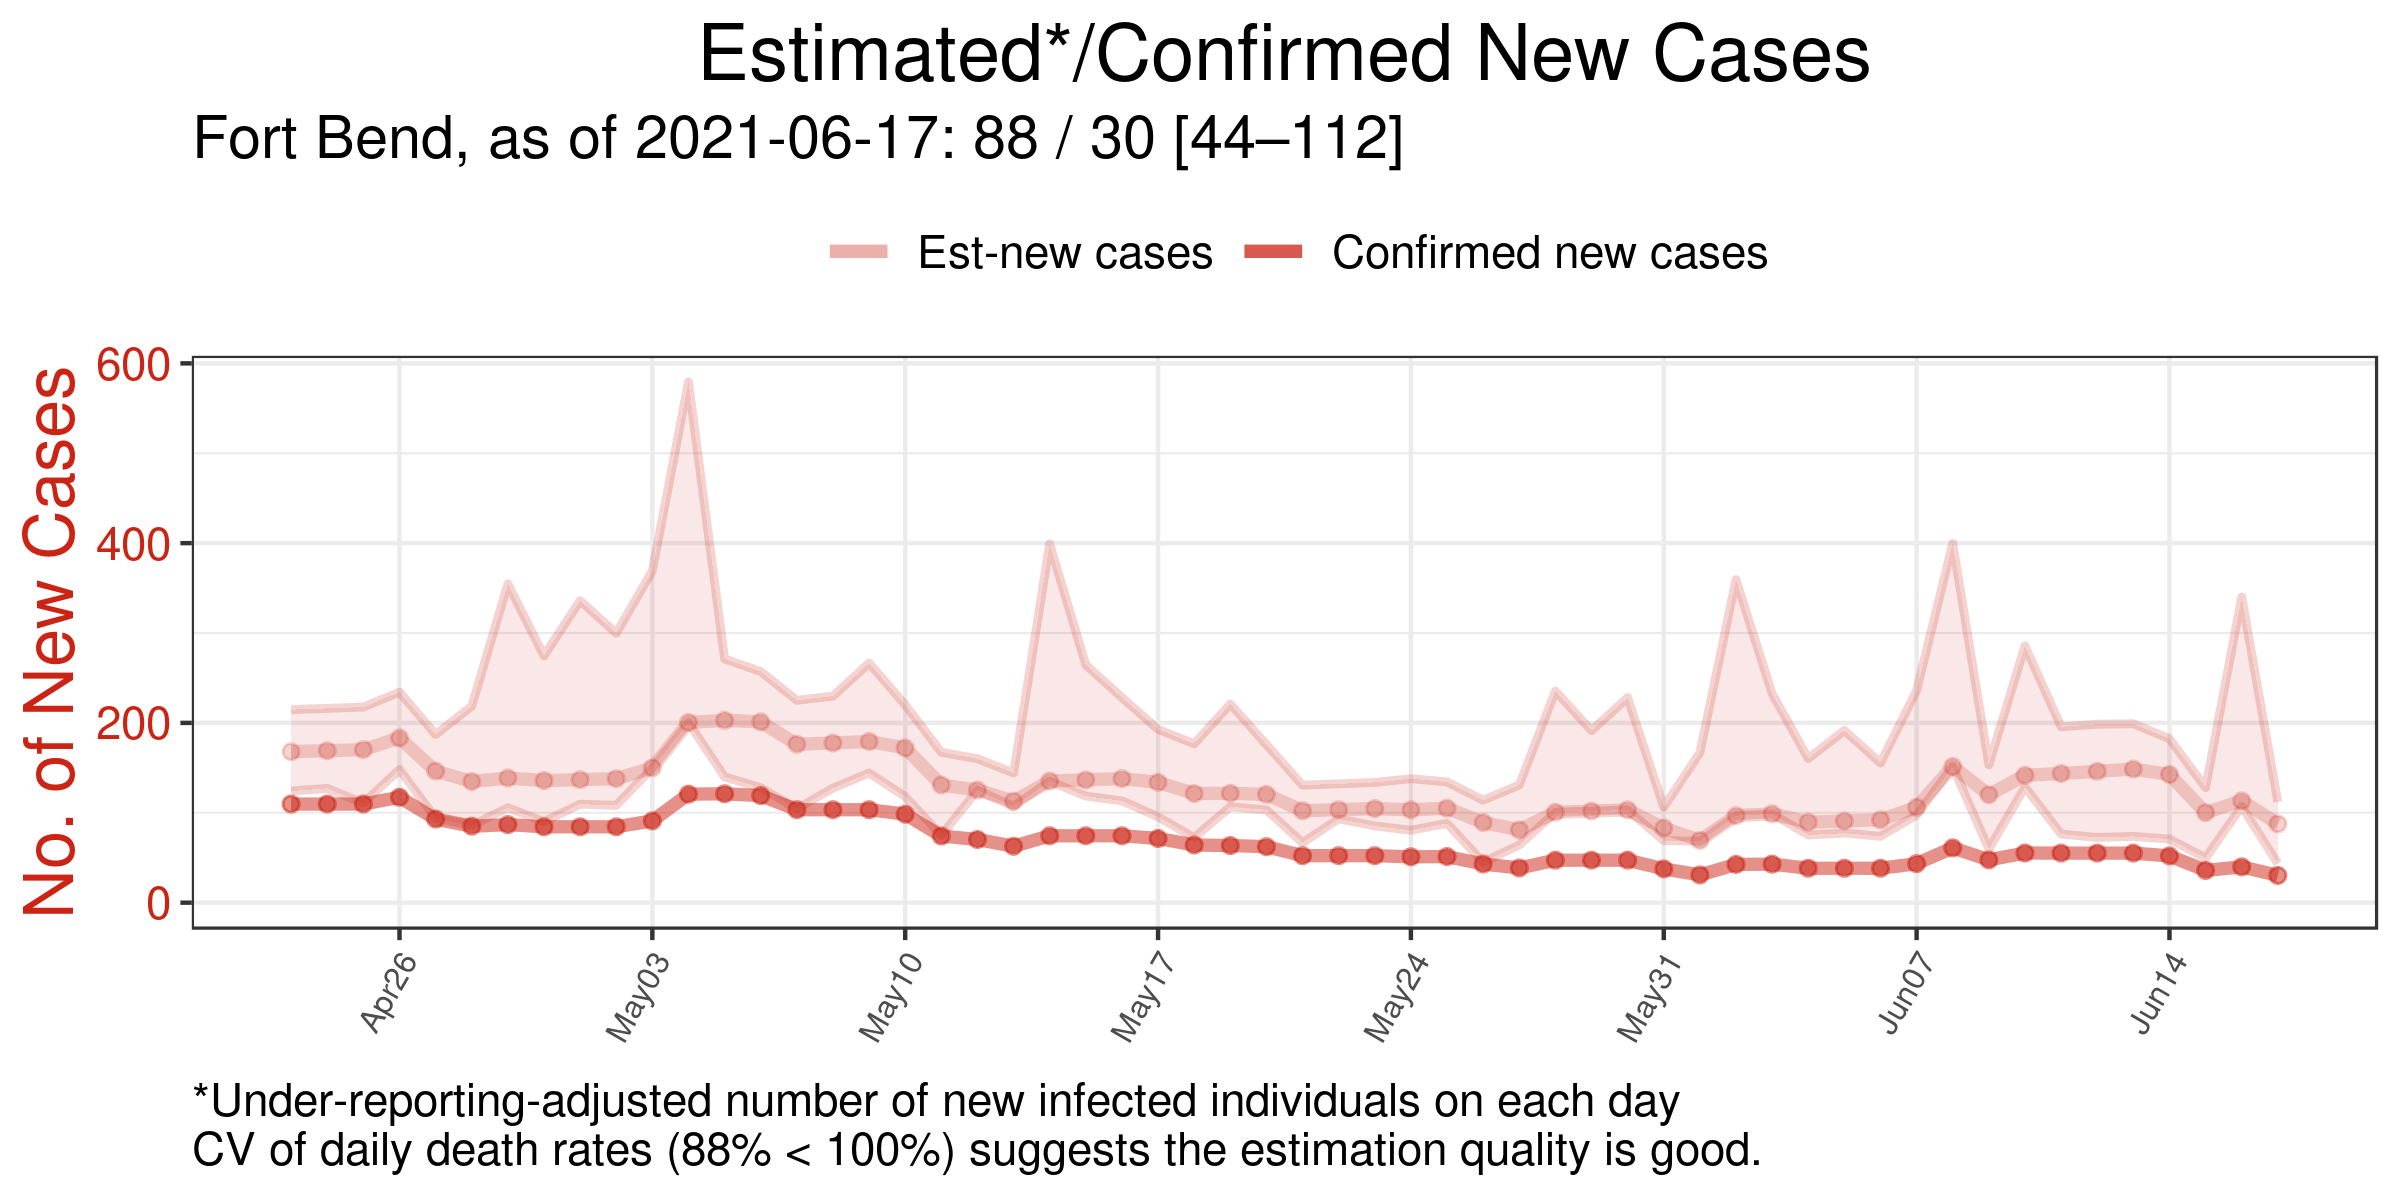 Estimated*/Confirmed New Cases
Fort Bend, as of 2021-06-17: 88 / 30 [44–112]
Est-new cases Confirmed new cases
No. of New Cases
600
400
200
0
Apr26 May03 May10 May17 May24 May31 Jun07 Jun14
*Under-reporting-adjusted number of new infected individuals on each day
CV of daily death rates (88% < 100%) suggests the estimation quality is good.